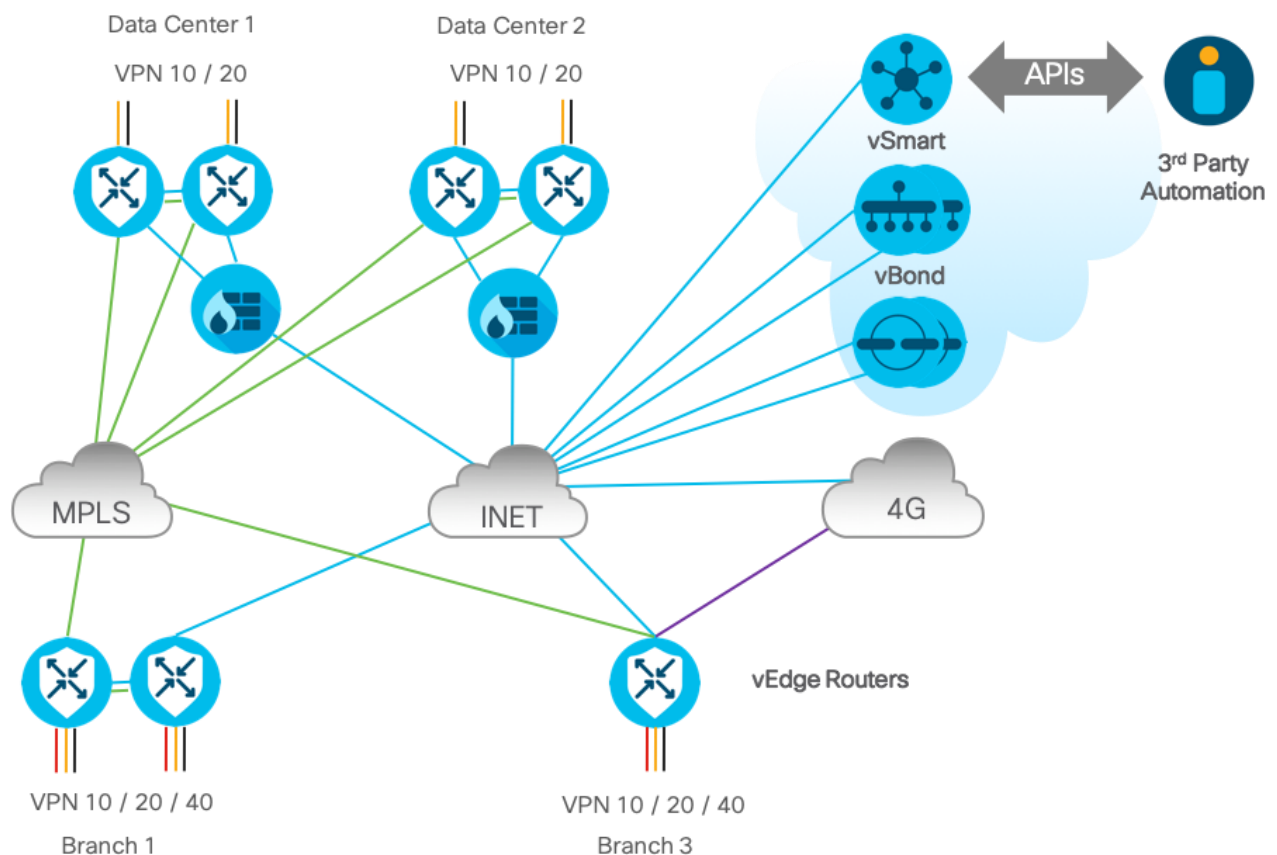 Data Center 1
VPN 10 / 20
Data Center 2
VPN 10 / 20
vSmart
APIs
3rd Party
Automation
vBond
MPLS
INET
4G
vEdge Routers
VPN 10 / 20 / 40
Branch 1
VPN 10 / 20 / 40
Branch 3